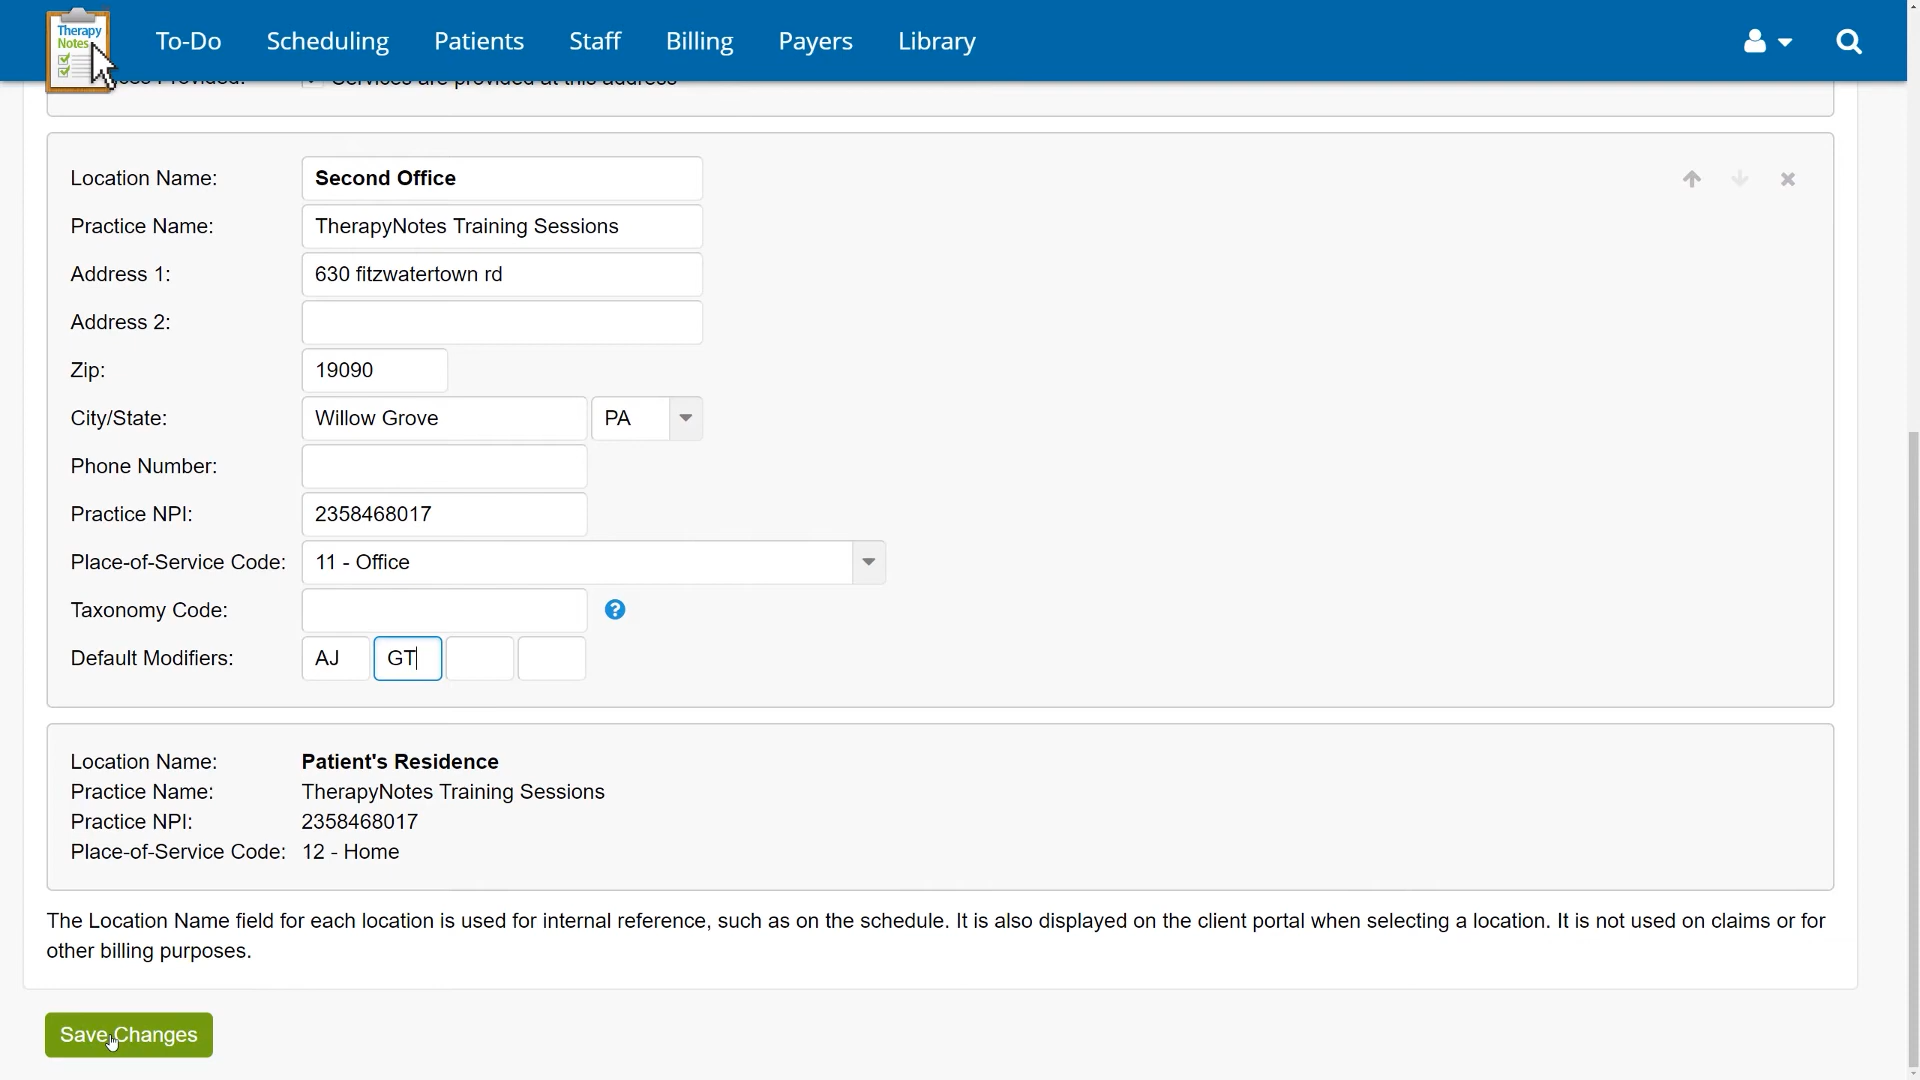 Therapy
Notes
To-Do Scheduling Patients Staff Billing Payers Library
Services are provided at this address
Location Name: Second Office
Practice Name: TherapyNotes Training Sessions
Address 1: 630 fitzwatertown rd
Address 2:
Zip: 19090
City/State: Willow Grove PA
Phone Number:
Practice NPI: 2358468017
Place-of-Service Code: 11 - Office
Taxonomy Code: ?
Default Modifiers: AJ GT
Location Name: Patient's Residence
Practice Name: TherapyNotes Training Sessions
Practice NPI: 2358468017
Place-of-Service Code: 12 - Home
The Location Name field for each location is used for internal reference, such as on the schedule. It is also displayed on the client portal when selecting a location. It is not used on claims or for
other billing purposes.
Save Changes